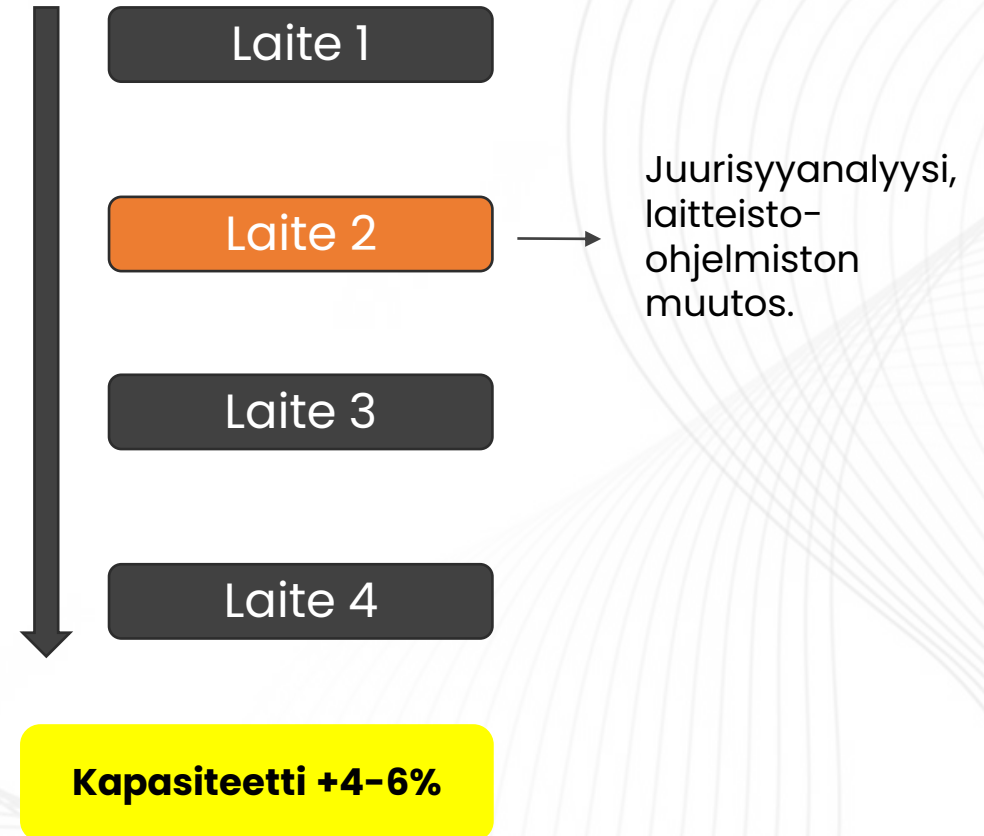 Laite 1
Laite 2
Juurisyyanalyysi,
laitteisto-
ohjelmiston
muutos.
Laite 3
Laite 4
Kapasiteetti +4-6%